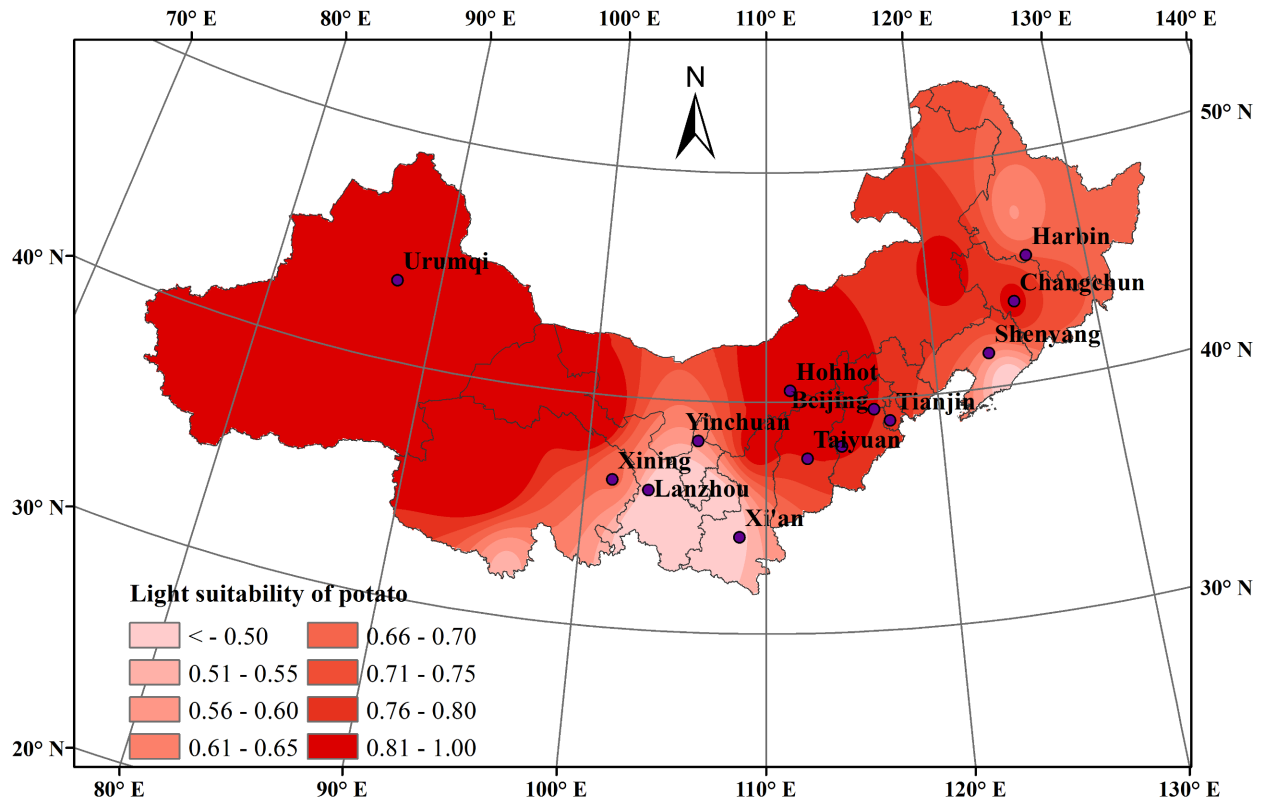 70° E 80° E 90° E 100° E 110° E 120° E 130° E 140° E
N
50° N
Harbin
40° N
Urumqi
Changchun
Shenyang
40° N
Hohhot
Beijing Tianjin
Yinchuan
Taiyuan
Xining
Lanzhou
30° N
Xi'an
30° N
Light suitability of potato
< - 0.50 0.66 - 0.70
0.51 - 0.55 0.71 - 0.75
0.56 - 0.60 0.76 - 0.80
0.61 - 0.65 0.81 - 1.00
20° N
80° E 90° E 100° E 110° E 120° E 130° E